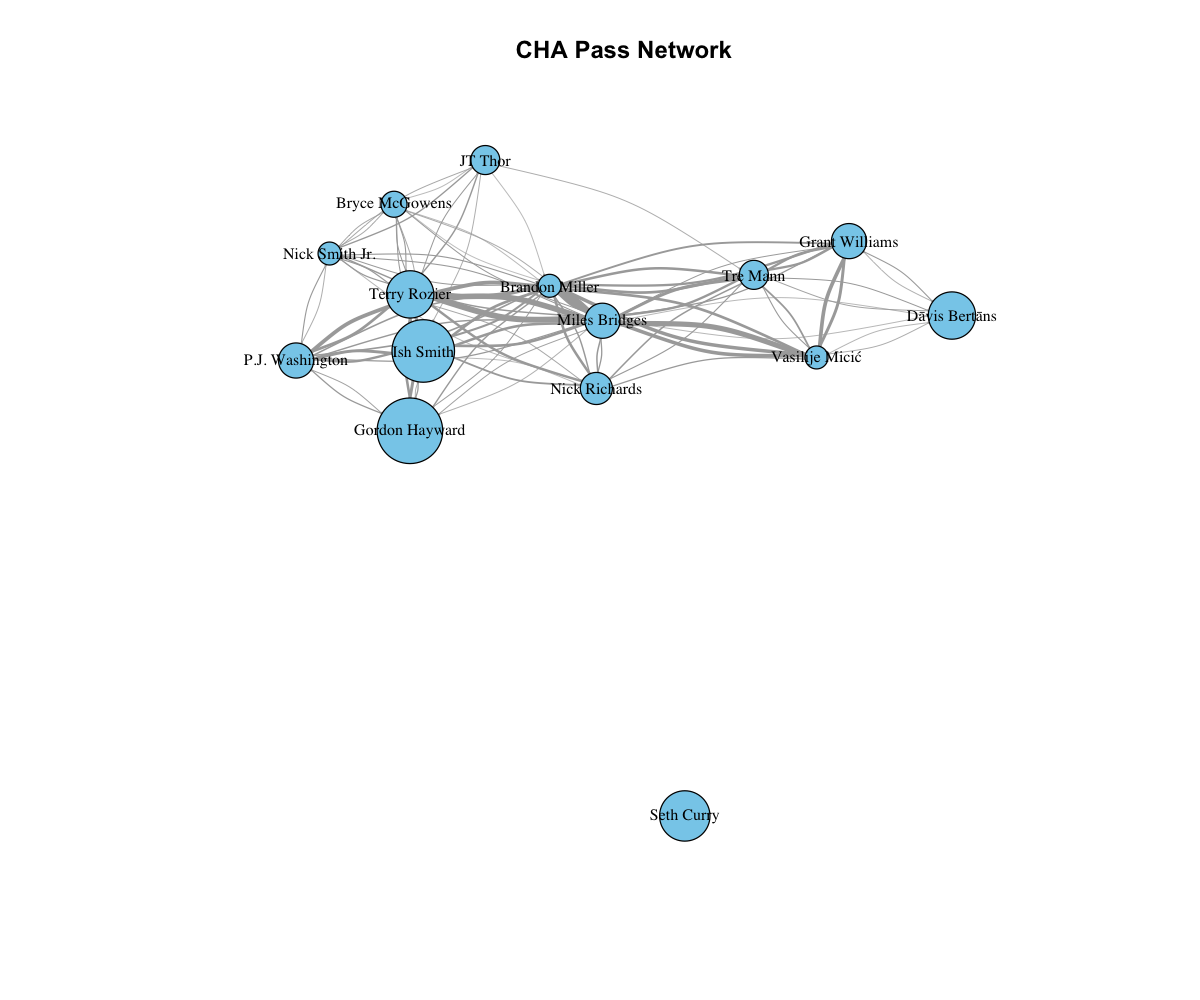 CHA Pass Network
JT Thor
Bryce McGowens
Grant Williams
Nick Smith Jr.
Tre Mann
Brandon Miller
Terry Rozier
Dāvis Bertāns
Miles Bridges
Ish Smith
Vasilije Micić
P.J. Washington
Nick Richards
Gordon Hayward
Seth Curry